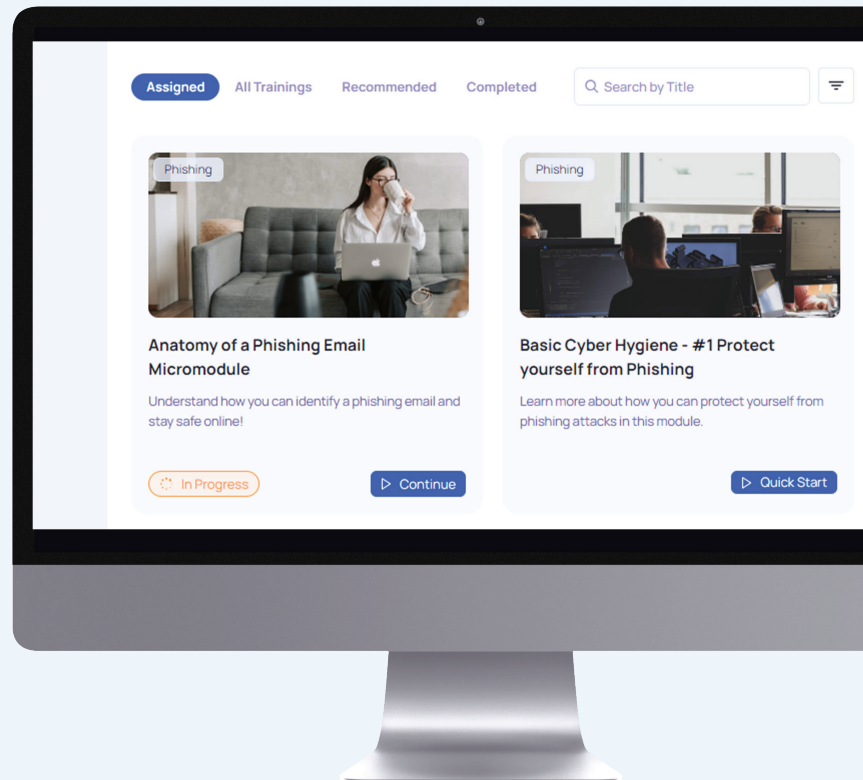 Assigned All Trainings Recommended Completed Search by Title
Phishing
Anatomy of a Phishing Email
Micromodule
Understand how you can identify a phishing email and
stay safe online!
In Progress Continue
Phishing
Basic Cyber Hygiene - #1 Protect
yourself from Phishing
Learn more about how you can protect yourself from
phishing attacks in this module.
Quick Start